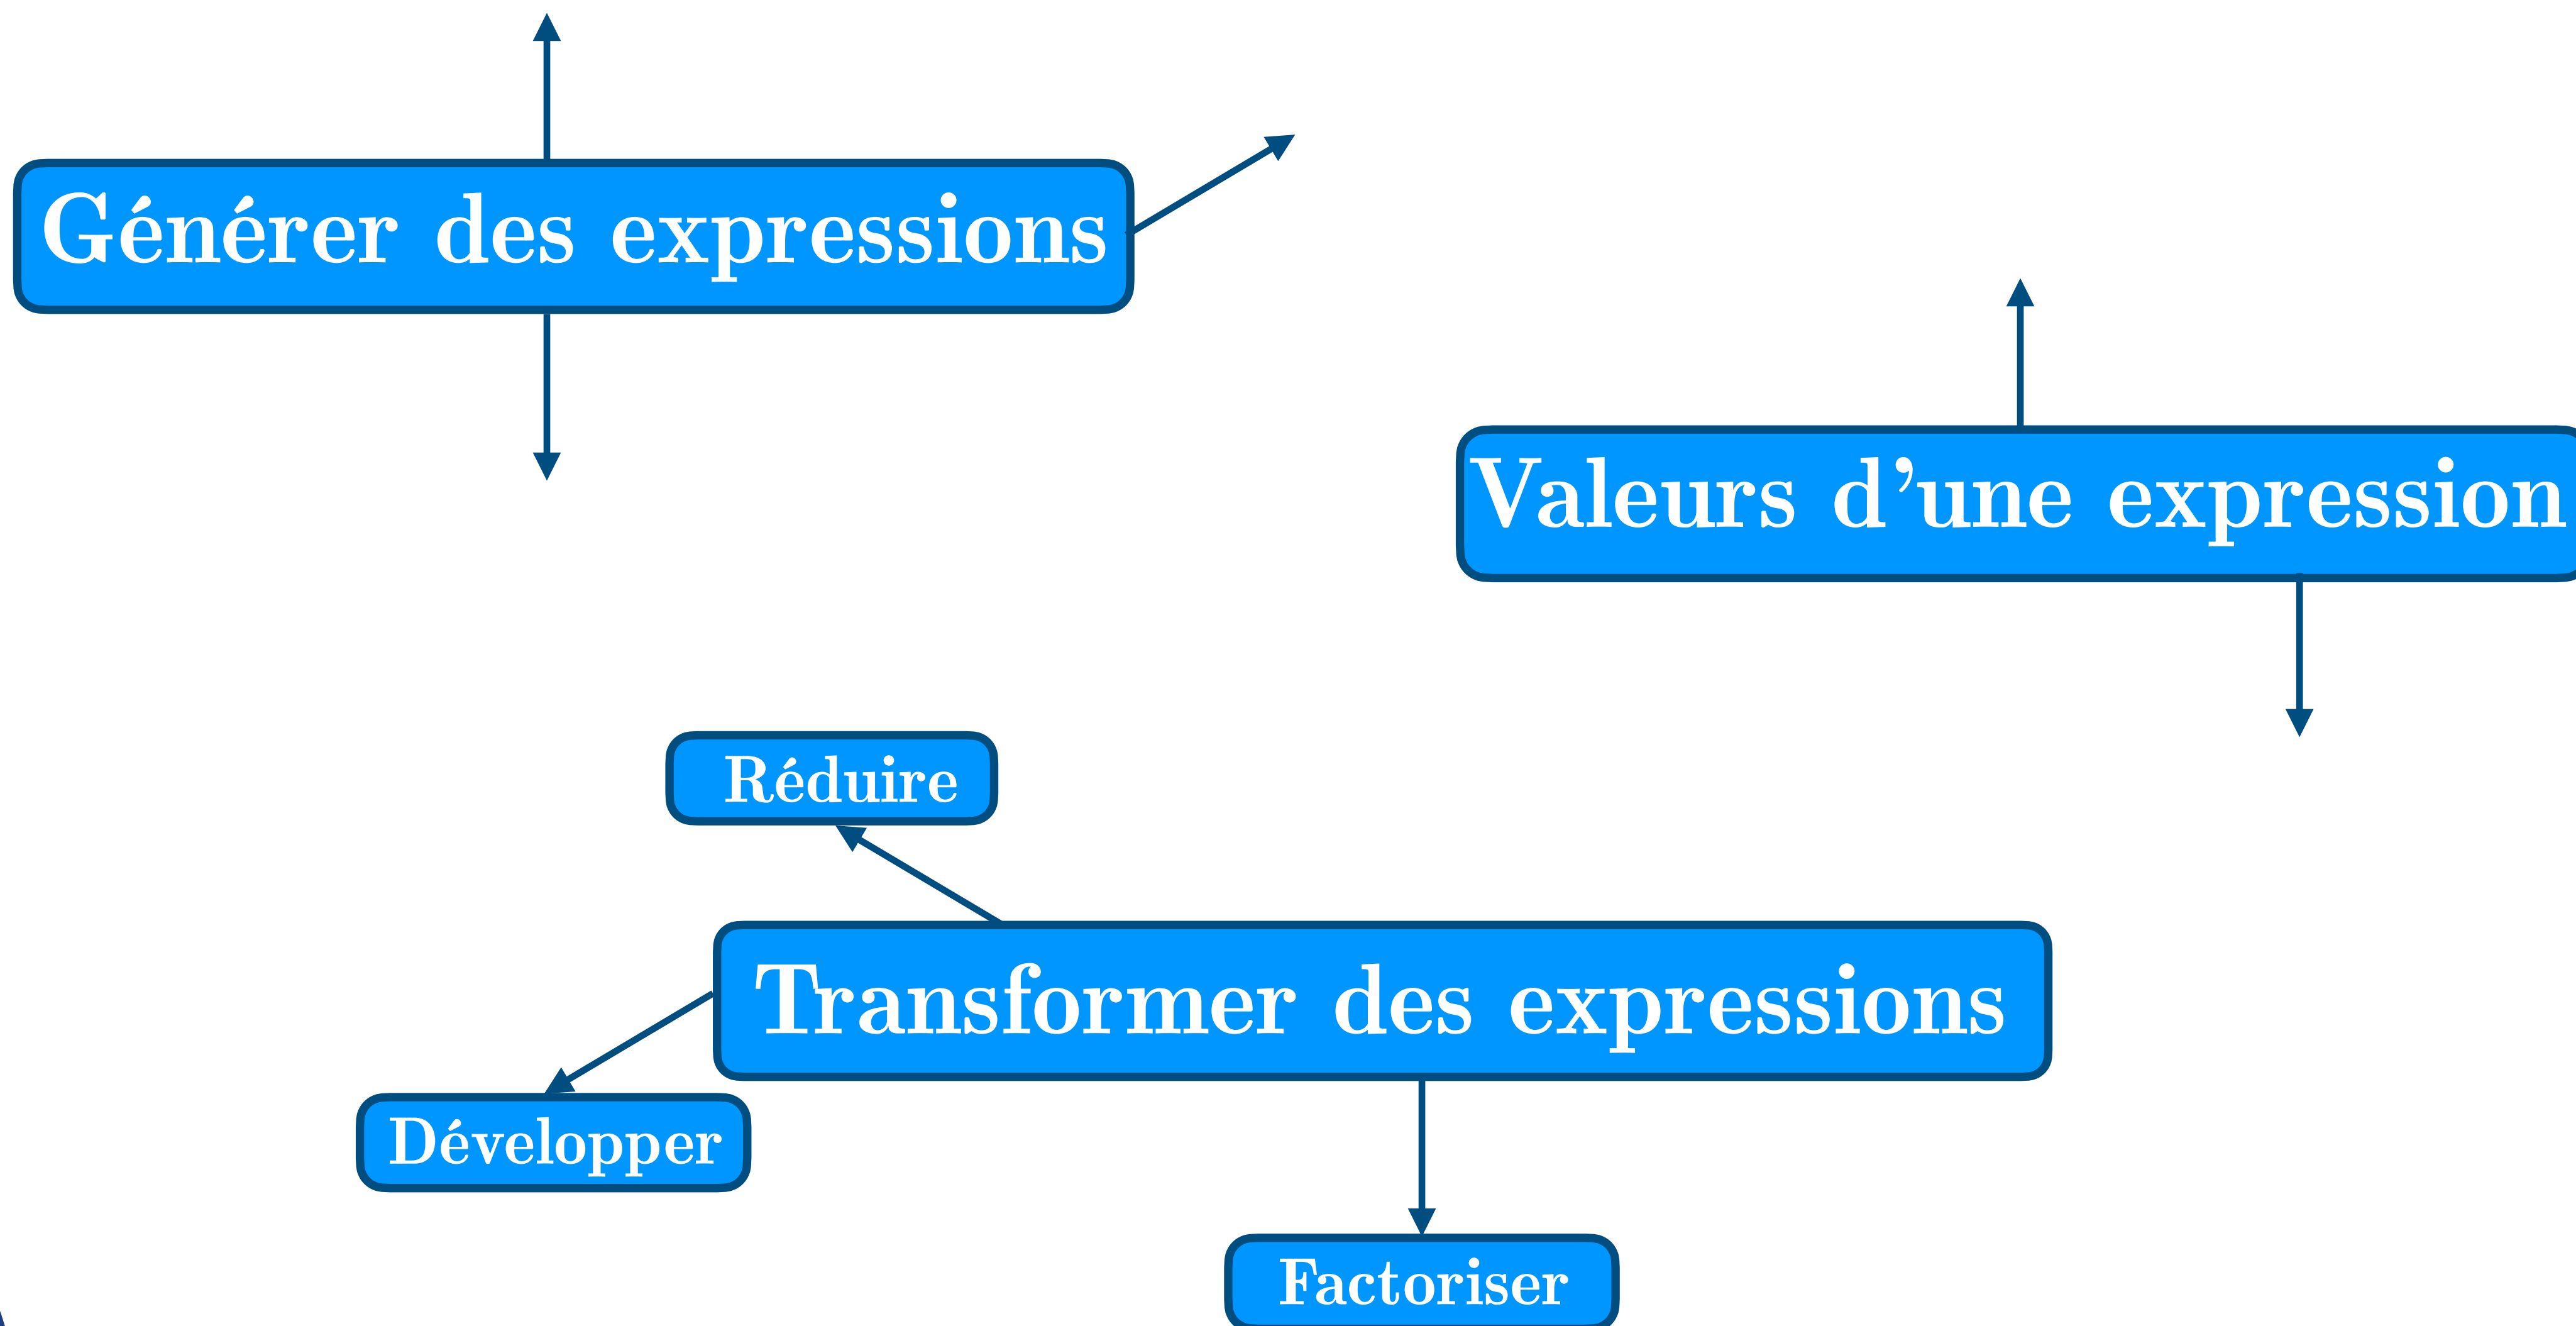 Générer des expressions
Valeurs d’une expression
Réduire
Transformer des expressions
Développer
Factoriser